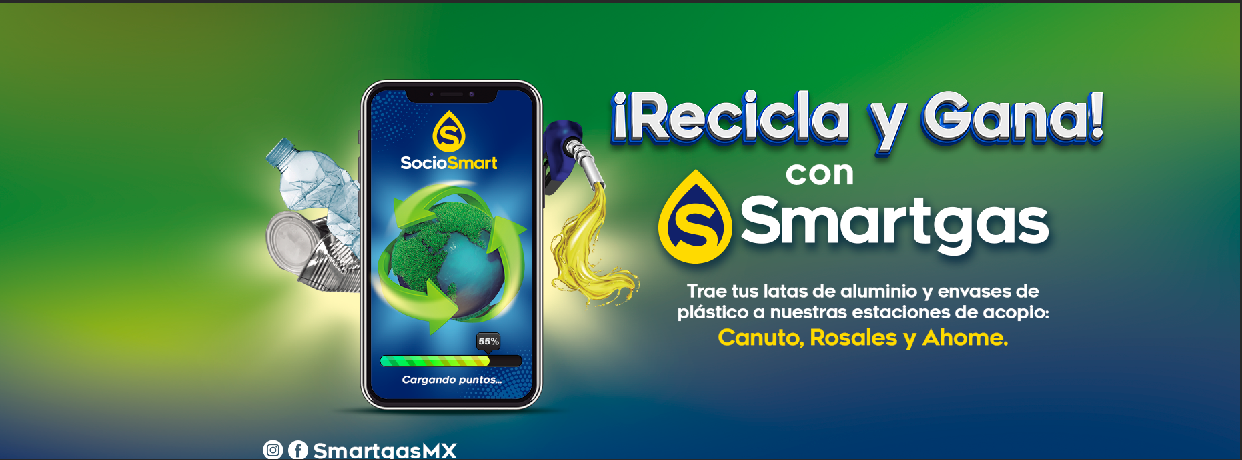 ¡Recicla y Gana!
con
Smartgas
Trae tus latas de aluminio y envases de
plástico a nuestras estaciones de acopio:
Canuto, Rosales y Ahome.
S
SocioSmart
55%
Cargando puntos...
SmartgasMX